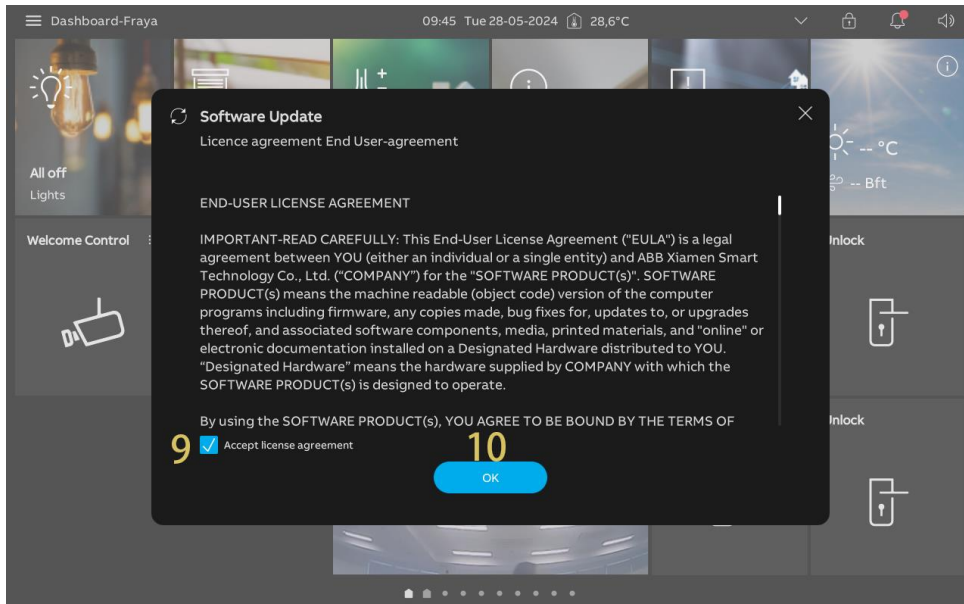 Dashboard-Fraya
09:45 Tue 28-05-2024 28,6°C
Software Update
Licence agreement End User-agreement
END-USER LICENSE AGREEMENT
IMPORTANT-READ CAREFULLY: This End-User License Agreement ("EULA") is a legal
agreement between YOU (either an individual or a single entity) and ABB Xiamen Smart
Technology Co., Ltd. ("COMPANY”) for the "SOFTWARE PRODUCT(s)". SOFTWARE
PRODUCT(s) means the machine readable (object code) version of the computer
programs including firmware, any copies made, bug fixes for, updates to, or upgrades
thereof, and associated software components, media, printed materials, and "online" or
electronic documentation installed on a Designated Hardware distributed to YOU.
“Designated Hardware” means the hardware supplied by COMPANY with which the
SOFTWARE PRODUCT(s) is designed to operate.
By using the SOFTWARE PRODUCT(s), YOU AGREE TO BE BOUND BY THE TERMS OF
9 Accept license agreement
10
OK
All off
Lights
-- °C
-- Bft
Welcome Control
Unlock
Unlock